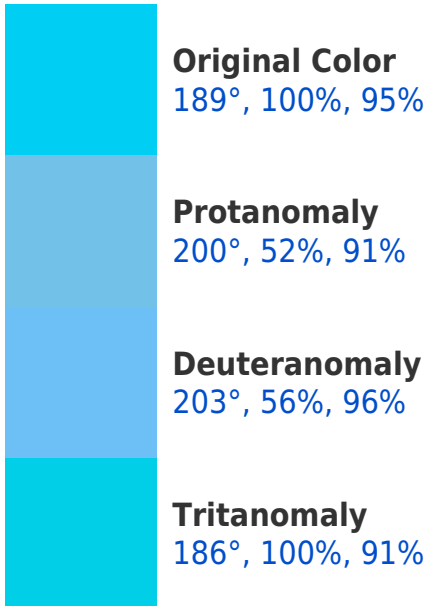 Original Color
189°, 100%, 95%
Protanomaly
200°, 52%, 91%
Deuteranomaly
203°, 56%, 96%
Tritanomaly
186°, 100%, 91%